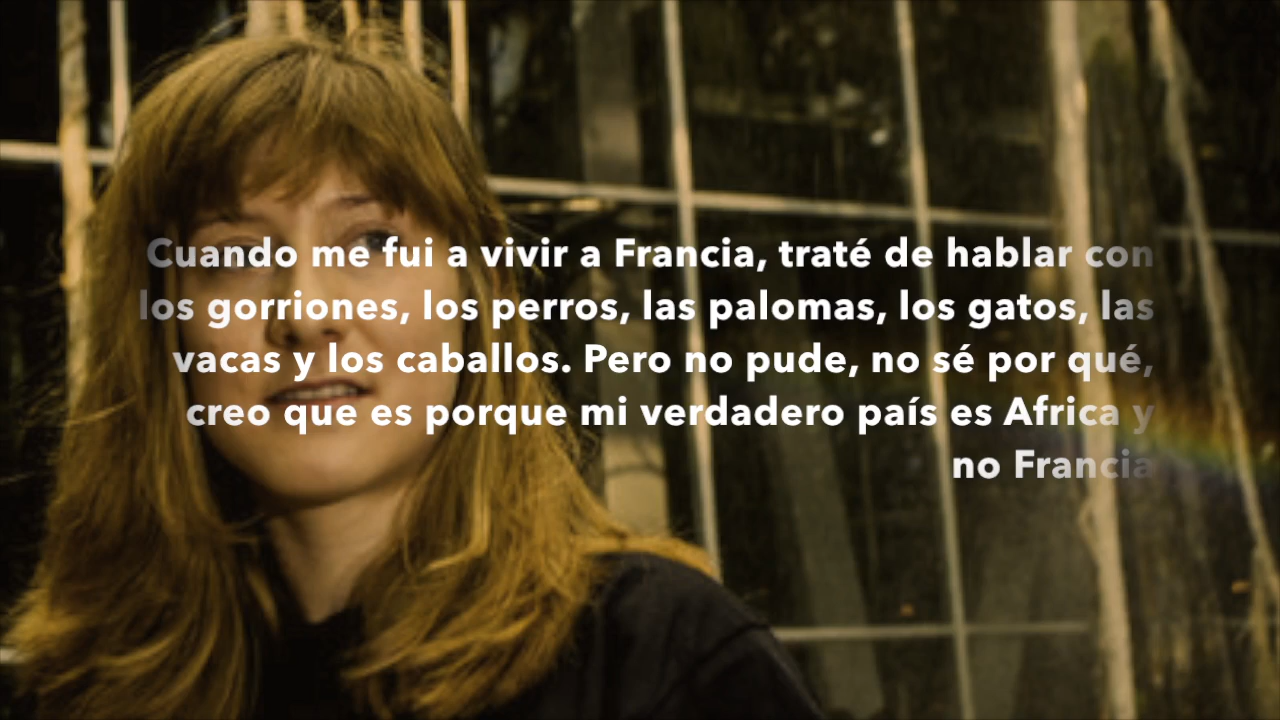 Cuando me fui a vivir a Francia, traté de hablar con
los gorriones, los perros, las palomas, los gatos, las
vacas y los caballos. Pero no pude, no sé por qué,
creo que es porque mi verdadero país es Africa y
no Francia